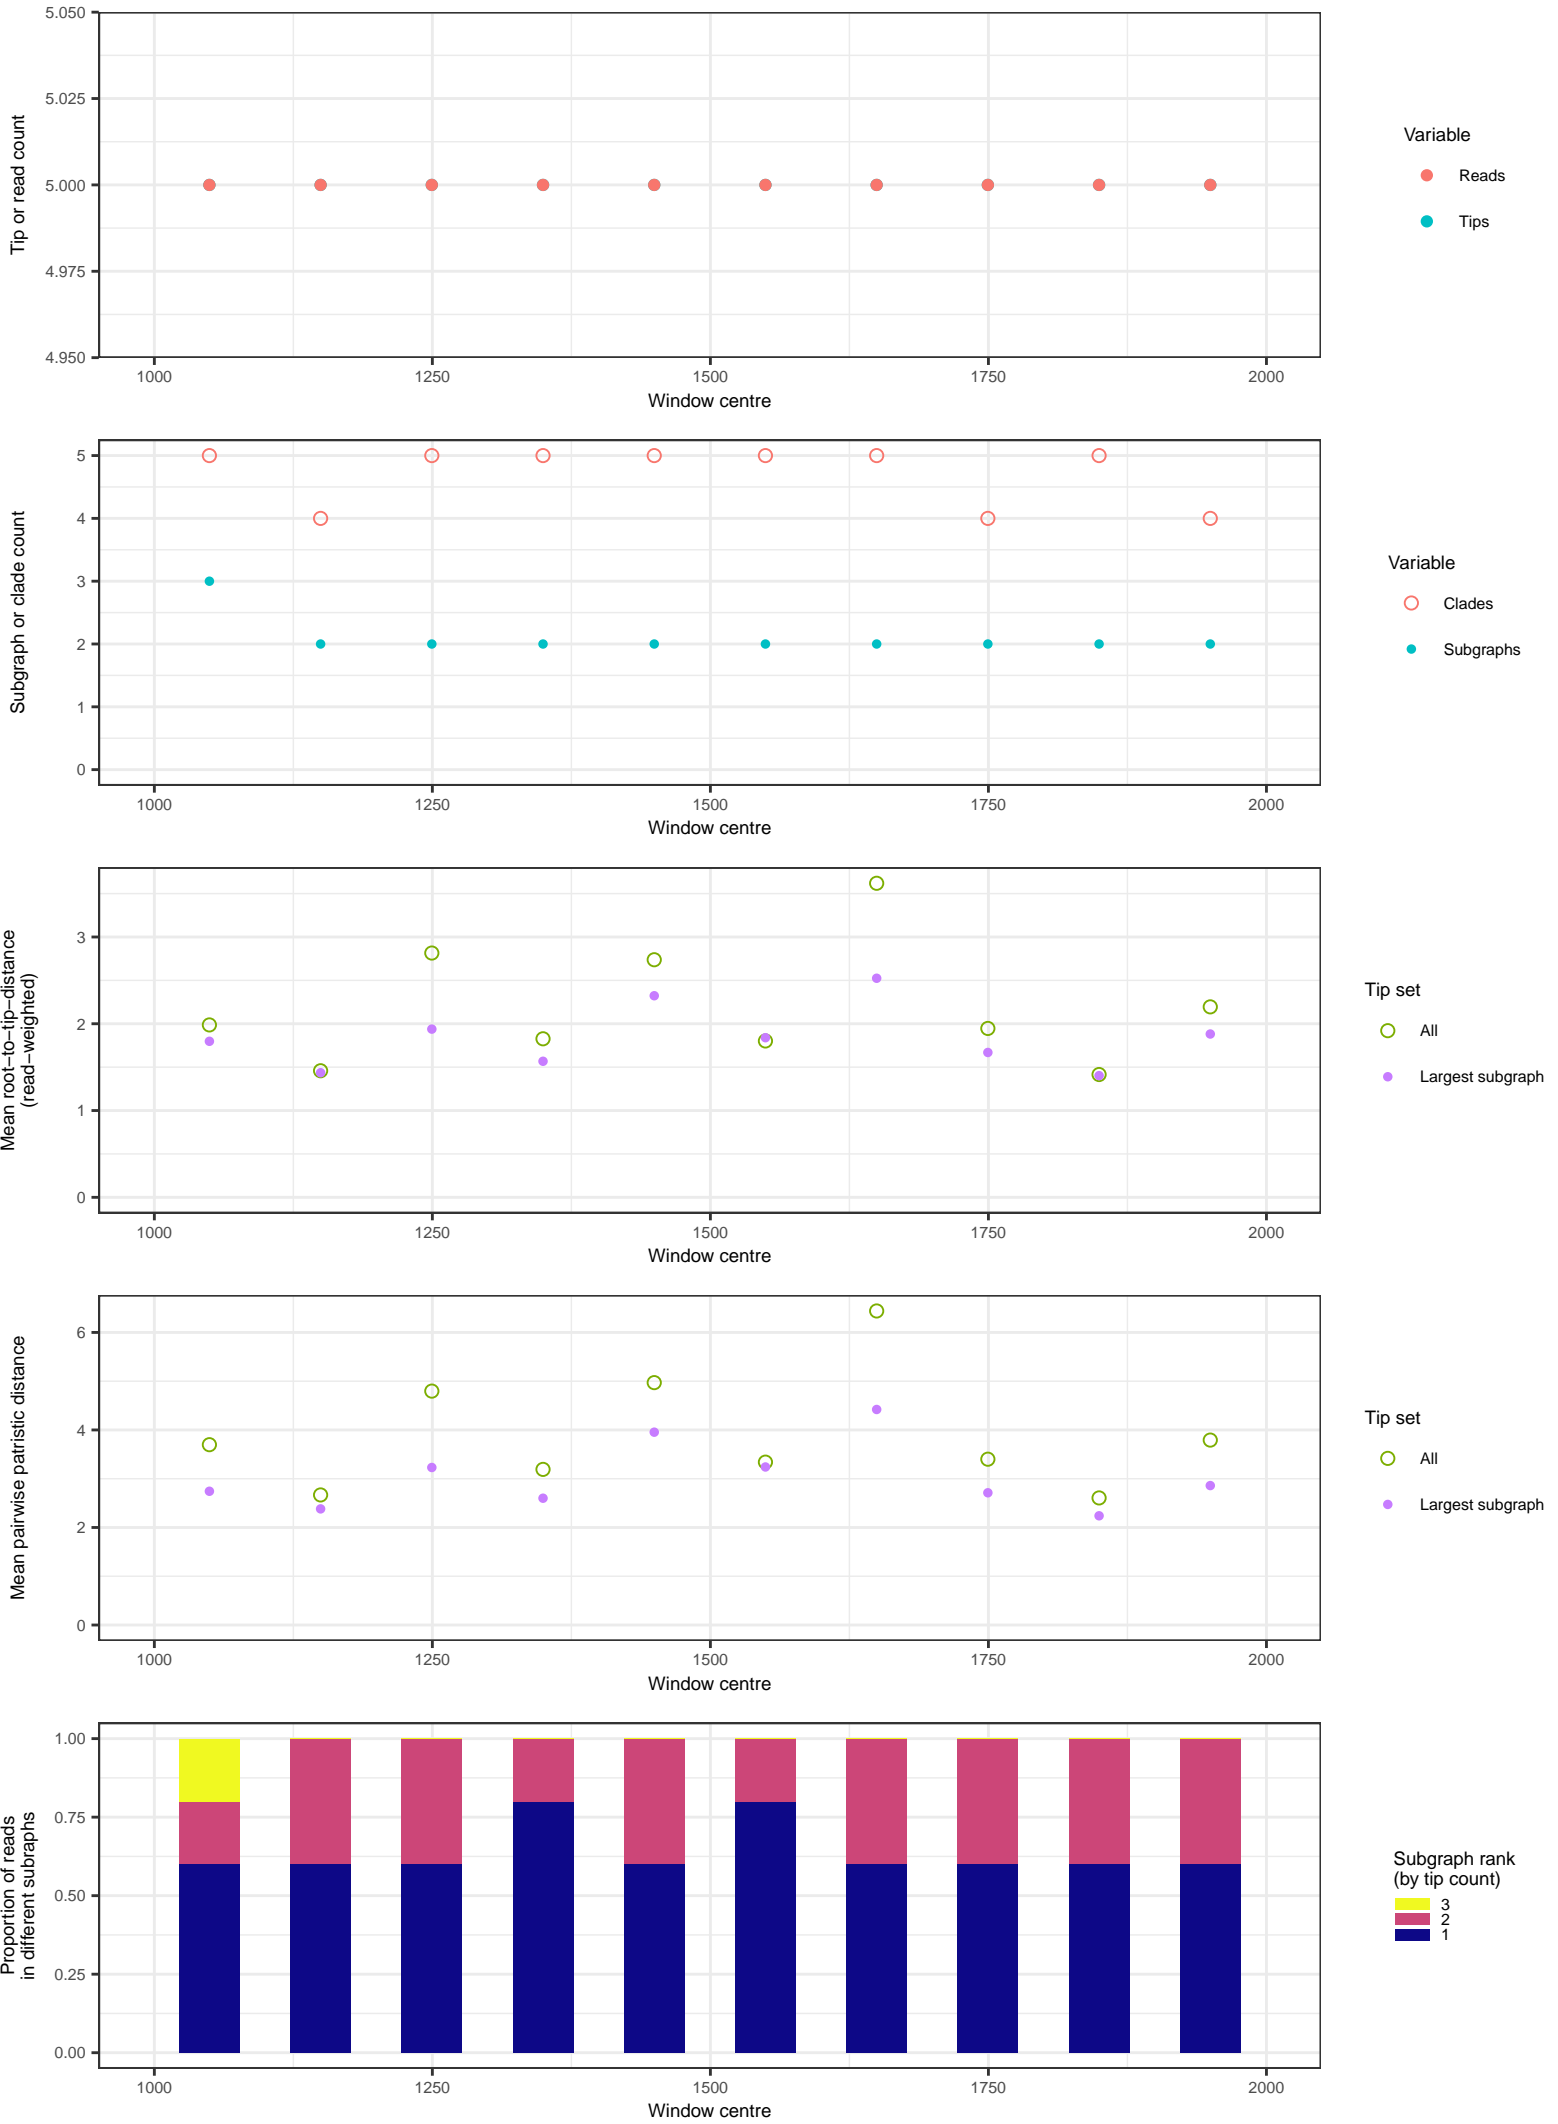 5.050
5.025
5.000
4.975
4.950
Tip or read count
1000 1250 1500 1750 2000
Window centre
Variable
Reads
Tips
5
4
3
2
1
0
Subgraph or clade count
1000 1250 1500 1750 2000
Window centre
Variable
Clades
Subgraphs
3
2
1
0
Mean root−to−tip−distance
(read−weighted)
1000 1250 1500 1750 2000
Window centre
Tip set
All
Largest subgraph
6
4
2
0
Mean pairwise patristic distance
1000 1250 1500 1750 2000
Window centre
Tip set
All
Largest subgraph
1.00
0.75
0.50
0.25
0.00
Proportion of reads
in different subraphs
1000 1250 1500 1750 2000
Window centre
Subgraph rank
(by tip count)
3
2
1